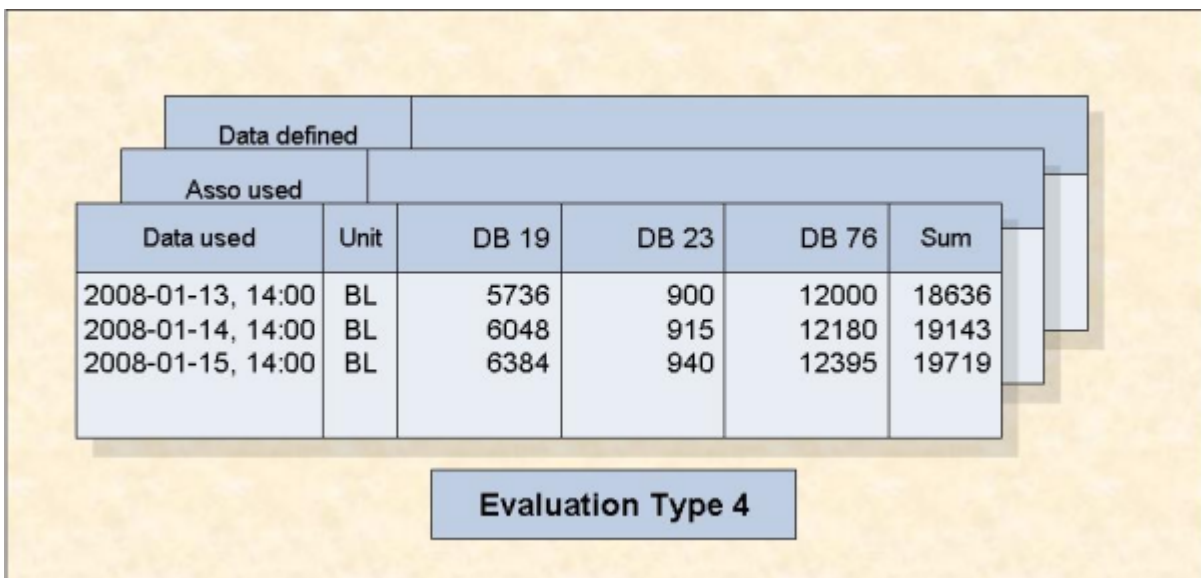 Data defined
Asso used
Data used Unit DB 19 DB 23 DB 76 Sum
2008-01-13, 14:00 BL 5736 900 12000 18636
2008-01-14, 14:00 BL 6048 915 12180 19143
2008-01-15, 14:00 BL 6384 940 12395 19719
Evaluation Type 4